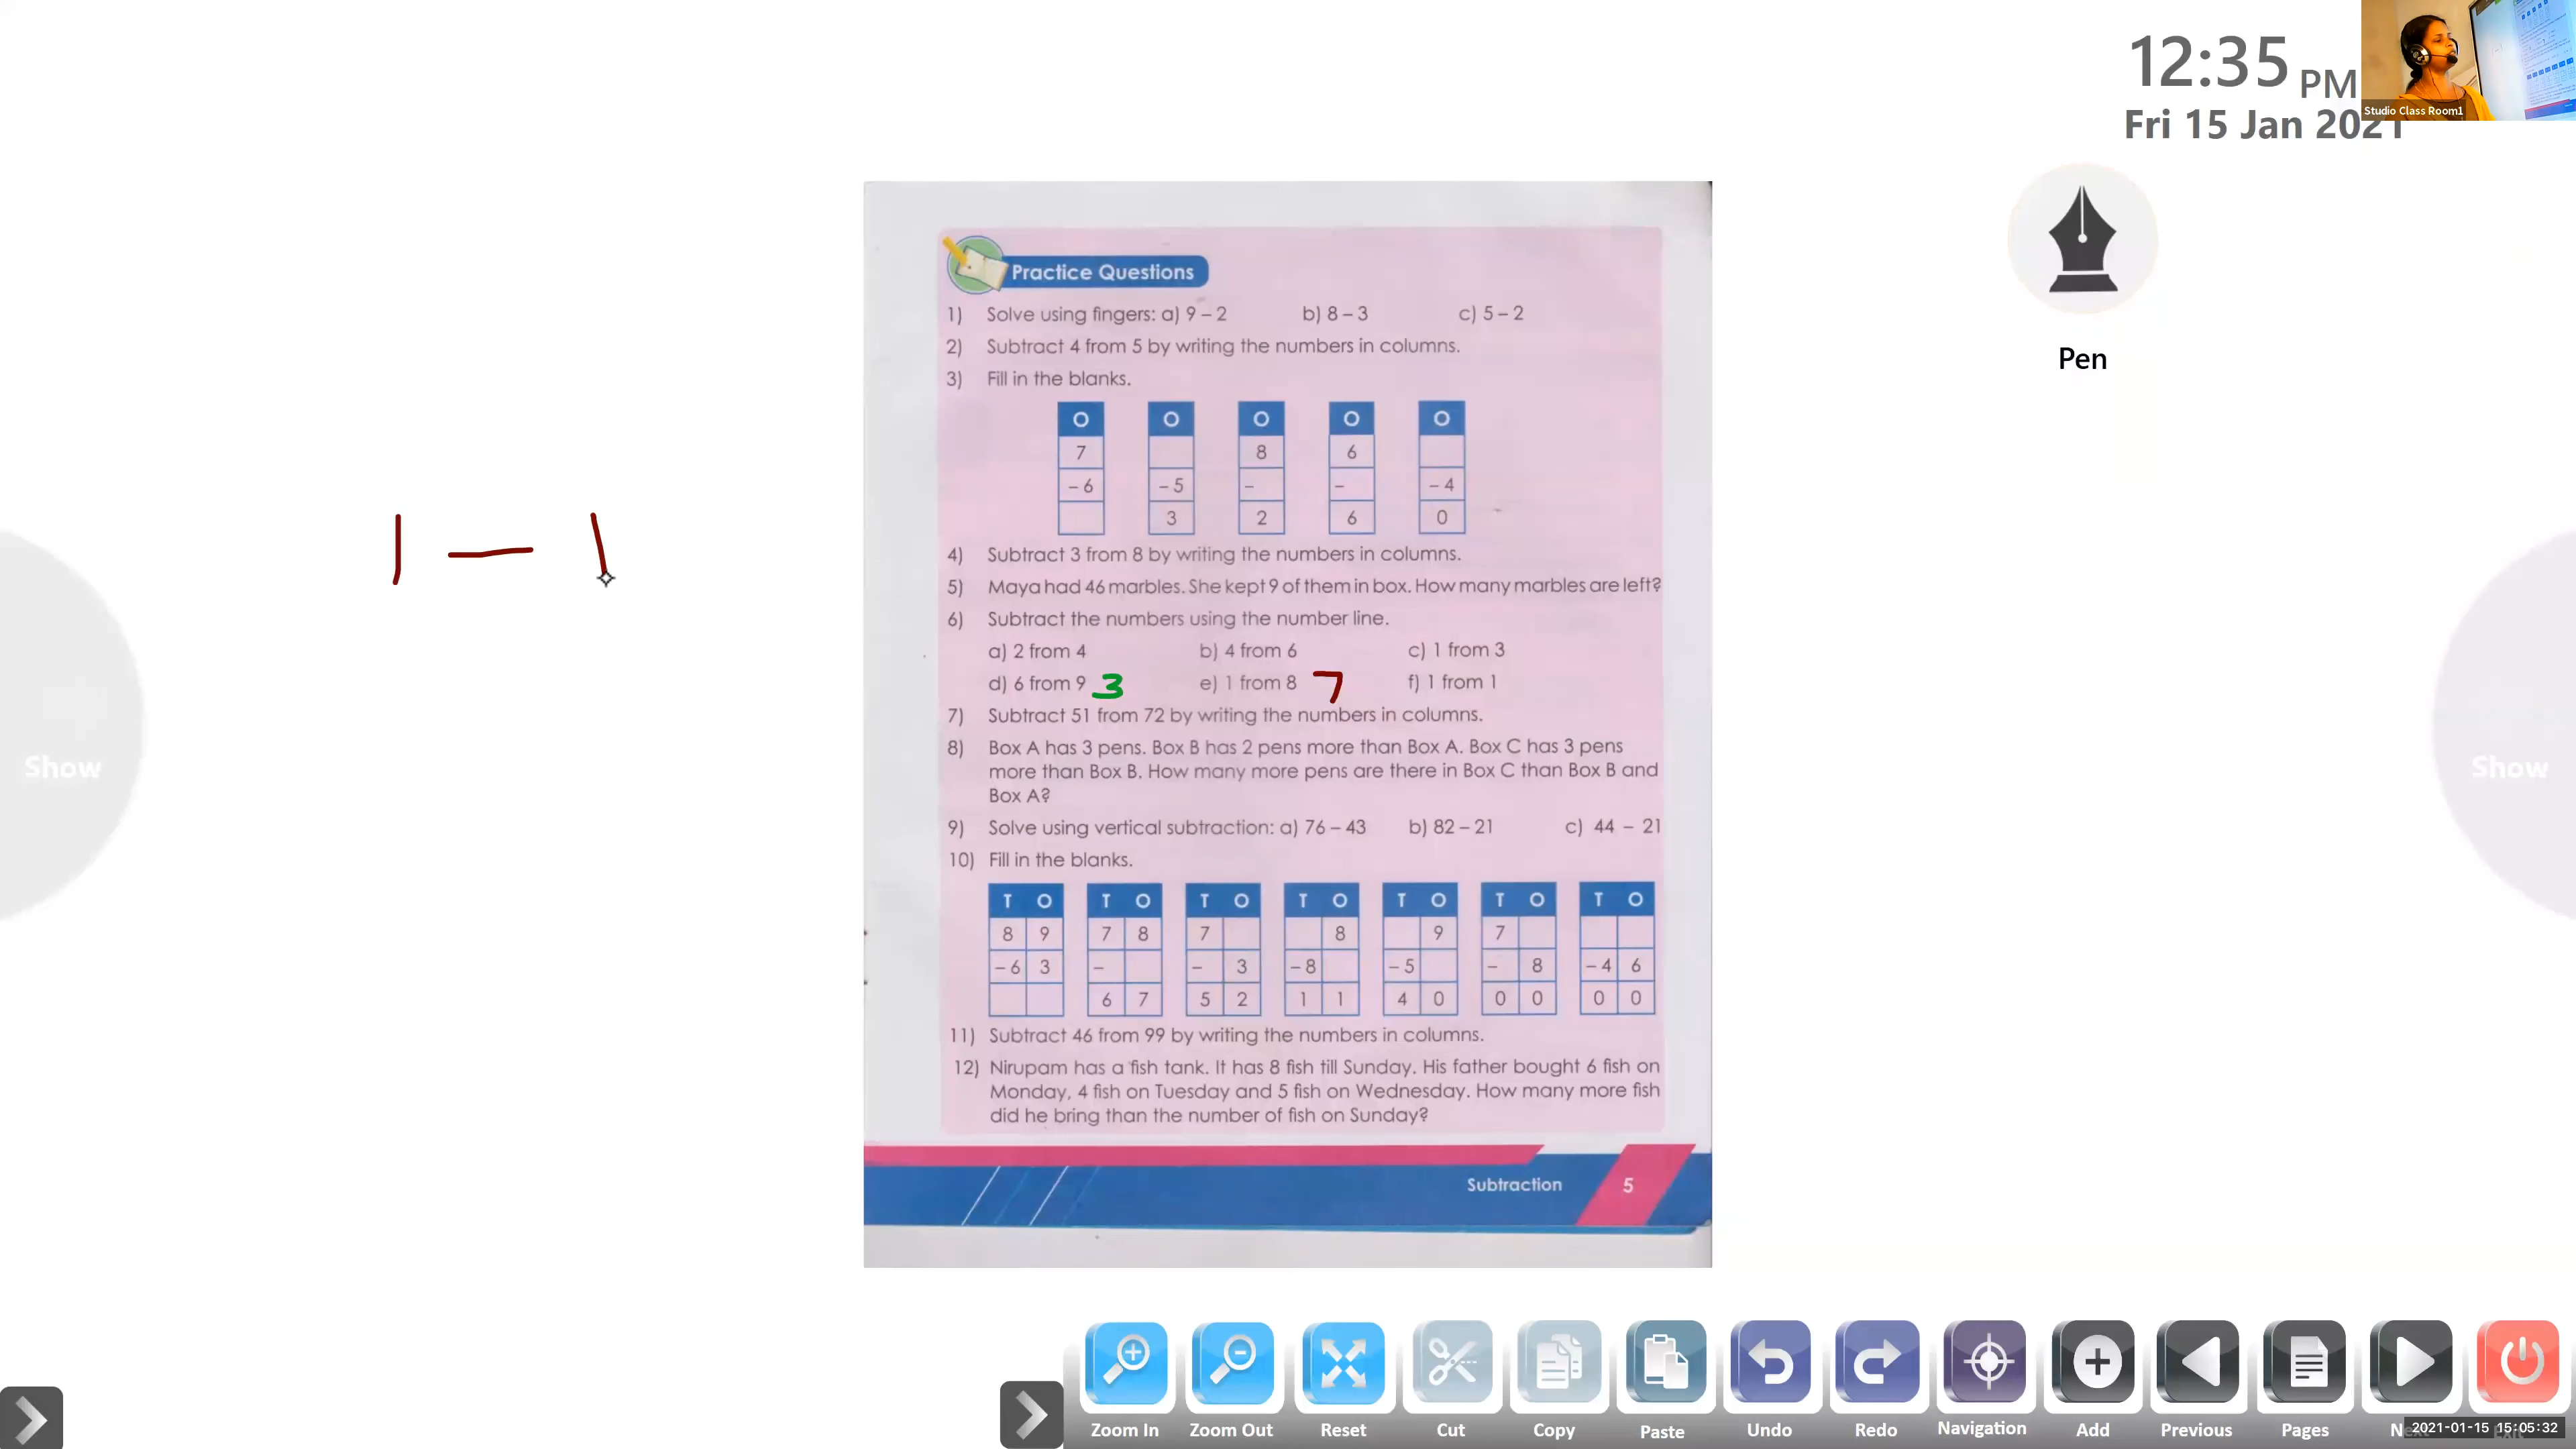 12:35 PM
Fri 15 Jan 2021
Studio Class Room1
Pen
Practice Questions
1) Solve using fingers: a) 9 – 2 b) 8 – 3 c) 5 – 2
2) Subtract 4 from 5 by writing the numbers in columns.
3) Fill in the blanks.
O O O O O
7 8 6
– 6 – 5 – – – 4
3 2 6 0
1 — 1
4) Subtract 3 from 8 by writing the numbers in columns.
5) Maya had 46 marbles. She kept 9 of them in box. How many marbles are left?
6) Subtract the numbers using the number line.
a) 2 from 4 b) 4 from 6 c) 1 from 3
d) 6 from 9 3 e) 1 from 8 7 f) 1 from 1
7) Subtract 51 from 72 by writing the numbers in columns.
8) Box A has 3 pens. Box B has 2 pens more than Box A. Box C has 3 pens
more than Box B. How many more pens are there in Box C than Box B and
Box A?
Show
Show
9) Solve using vertical subtraction: a) 76 – 43 b) 82 – 21 c) 44 – 21
10) Fill in the blanks.
T O T O T O T O T O T O T O
8 9 7 8 7 8 9 7
– 6 3 – – 3 – 8 – 5 – 8 – 4 6
6 7 5 2 1 1 4 0 0 0 0 0
11) Subtract 46 from 99 by writing the numbers in columns.
12) Nirupam has a fish tank. It has 8 fish till Sunday. His father bought 6 fish on
Monday, 4 fish on Tuesday and 5 fish on Wednesday. How many more fish
did he bring than the number of fish on Sunday?
Subtraction 5
Zoom In Zoom Out Reset Cut Copy Paste Undo Redo Navigation Add Previous Pages
2021-01-15 15:05:32